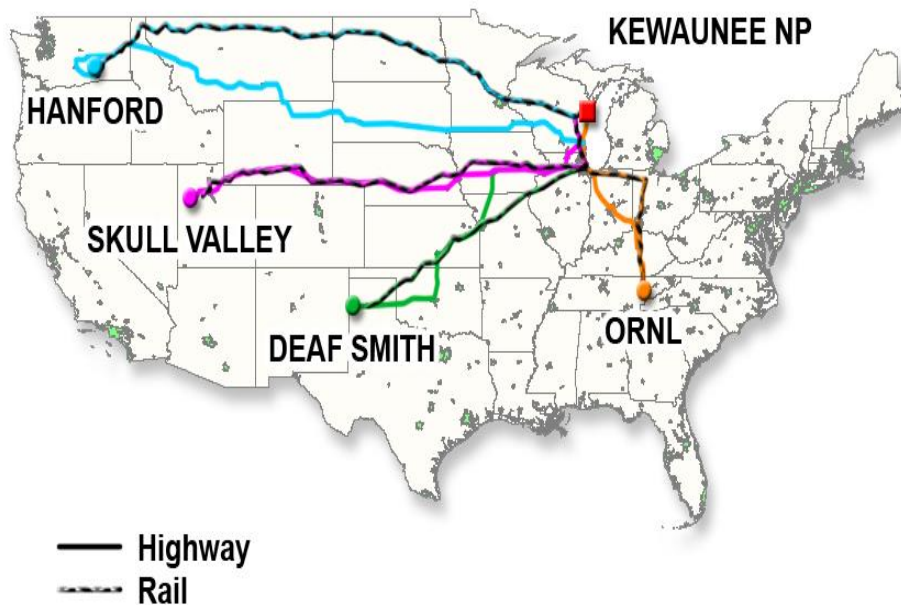 KEWAUNEE NP
HANFORD
SKULL VALLEY
DEAF SMITH
ORNL
Highway
Rail